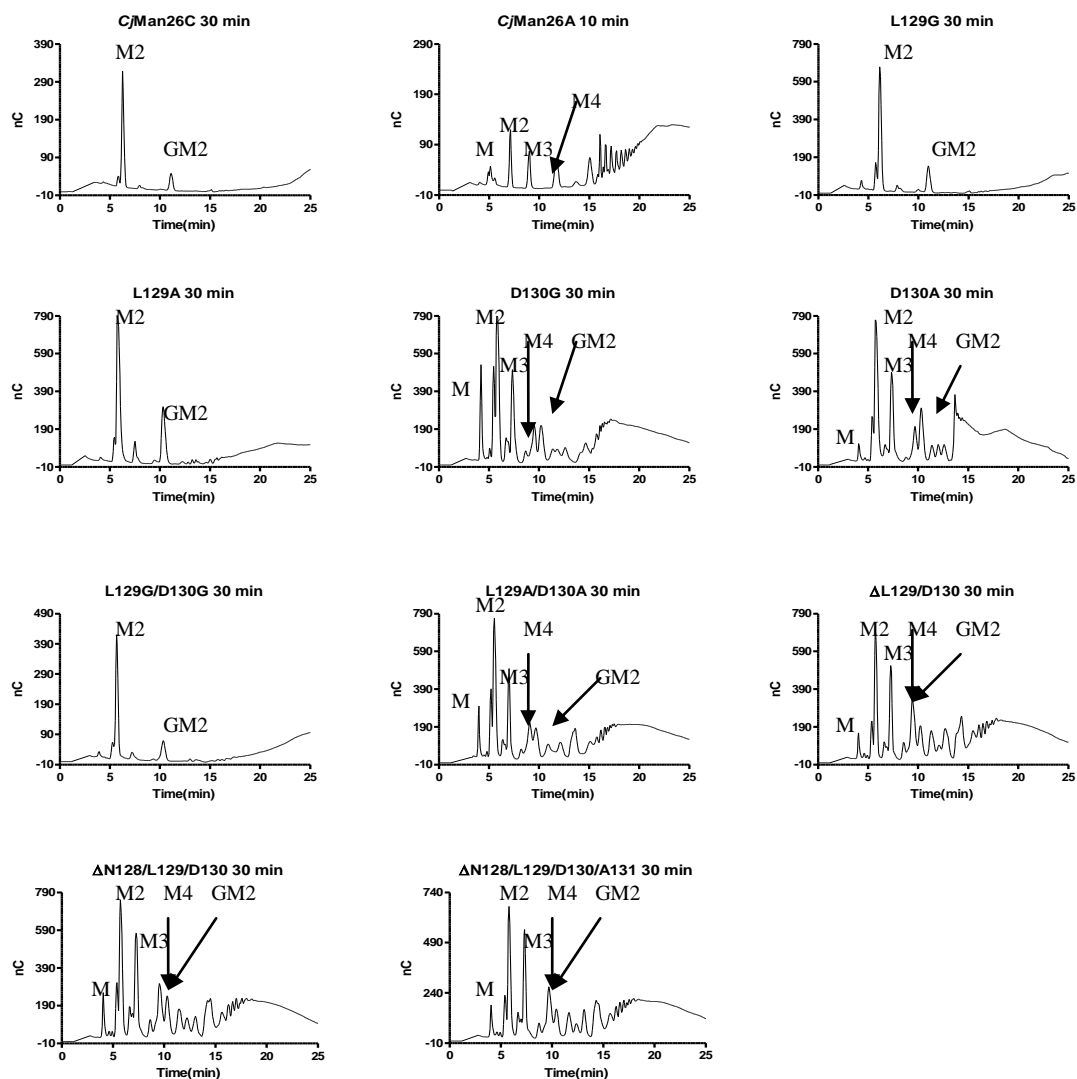 CjMan26C 30 min
390
290
190
90
-10
nC
M2
GM2
0 5 10 15 20 25
Time(min)
CjMan26A 10 min
290
190
90
-10
nC
M
M2
M3
M4
0 5 10 15 20 25
Time(min)
L129G 30 min
790
590
390
190
-10
nC
M2
GM2
0 5 10 15 20 25
Time(min)
L129A 30 min
790
590
390
190
-10
nC
M2
GM2
0 5 10 15 20 25
Time(min)
D130G 30 min
790
590
390
190
-10
nC
M
M2
M3
M4
GM2
0 5 10 15 20 25
Time(min)
D130A 30 min
790
590
390
190
-10
nC
M
M2
M3
M4
GM2
0 5 10 15 20 25
Time(min)
L129G/D130G 30 min
490
390
290
190
90
-10
nC
M2
GM2
0 5 10 15 20 25
Time(min)
L129A/D130A 30 min
790
590
390
190
-10
nC
M
M2
M3
M4
GM2
0 5 10 15 20 25
Time(min)
ΔL129/D130 30 min
790
590
390
190
-10
nC
M
M2
M3
M4
GM2
0 5 10 15 20 25
Time(min)
ΔN128/L129/D130 30 min
790
590
390
190
-10
nC
M
M2
M3
M4
GM2
0 5 10 15 20 25
Time(min)
ΔN128/L129/D130/A131 30 min
740
490
240
-10
nC
M
M2
M3
M4
GM2
0 5 10 15 20 25
Time(min)